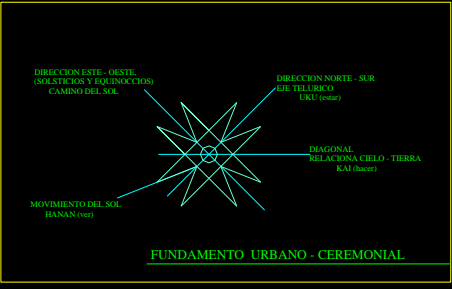 DIRECCION ESTE - OESTE,
(SOLSTICIOS Y EQUINOCCIOS)
CAMINO DEL SOL
DIRECCION NORTE - SUR
EJE TELURICO
UKU (estar)
DIAGONAL
RELACIONA CIELO - TIERRA
KAI (hacer)
MOVIMIENTO DEL SOL
HANAN (ver)
FUNDAMENTO URBANO - CEREMONIAL